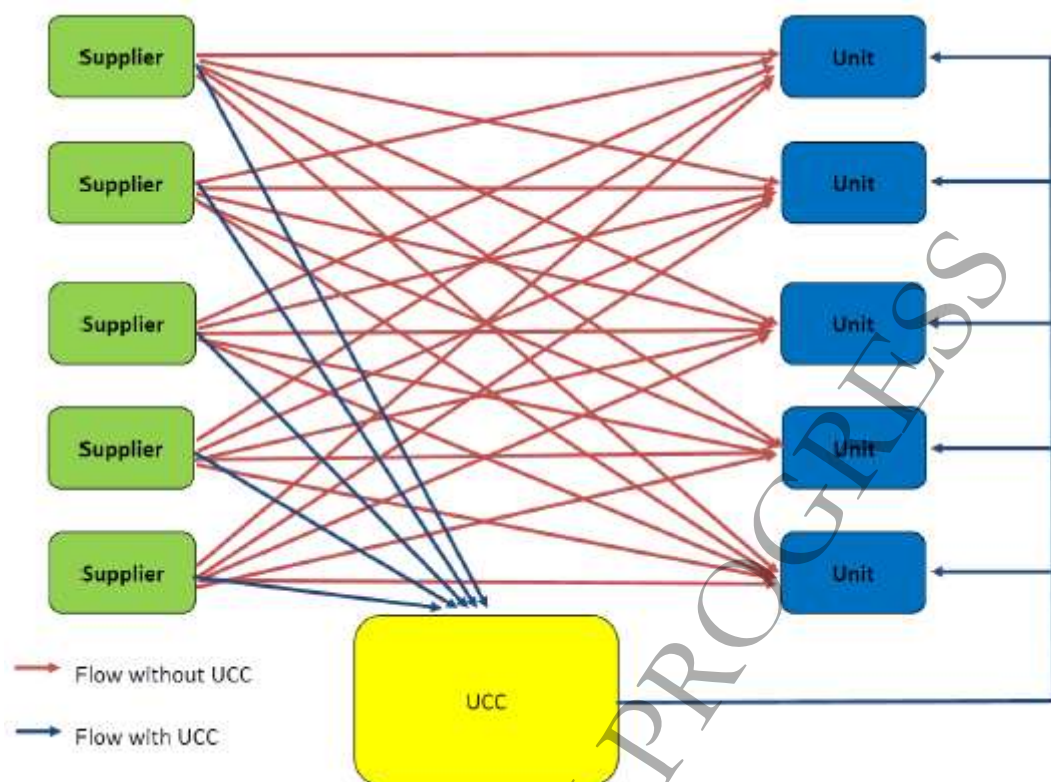 Supplier
Unit
Supplier
Unit
Supplier
Unit
Supplier
Unit
Supplier
Unit
Flow without UCC
UCC
Flow with UCC
PROGRESS